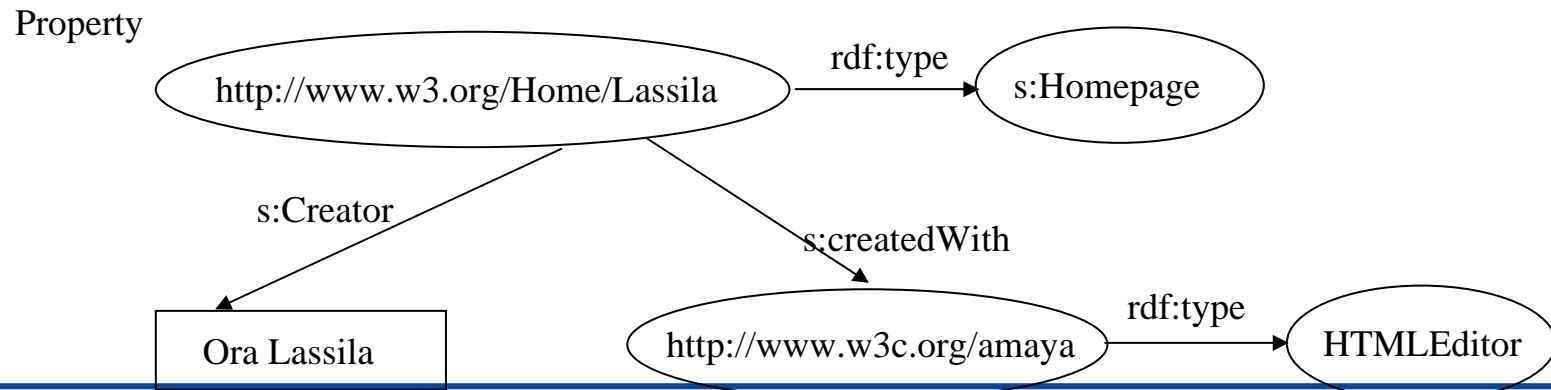 Property
http://www.w3.org/Home/Lassila
rdf:type
s:Homepage
s:Creator
s:createdWith
Ora Lassila
http://www.w3c.org/amaya
rdf:type
HTMLEditor